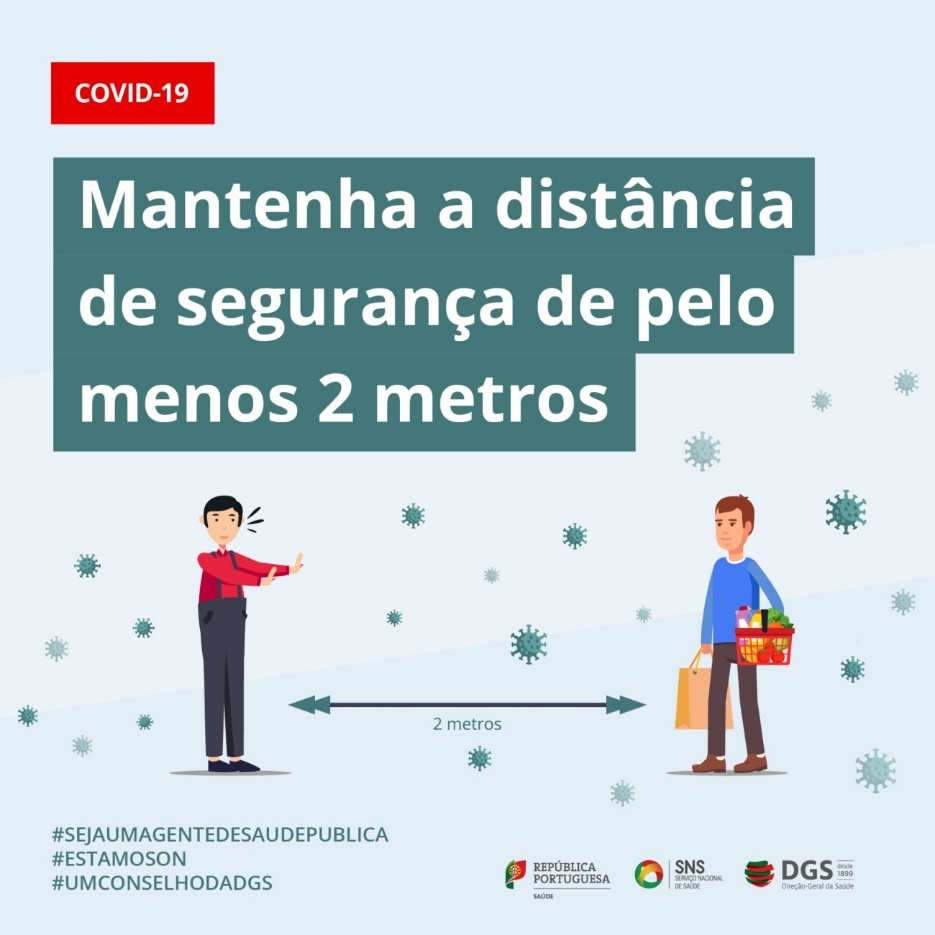 COVID-19
Mantenha a distância
de segurança de pelo
menos 2 metros
2 metros
#SEJAUMAGENTEDESAUDEPUBLICA
#ESTAMOSON
#UMCONSELHODADGS
REPÚBLICA
PORTUGUESA
SAÚDE
SNS
SERVIÇO NACIONAL
DE SAÚDE
DGS
desde
1899
Direção-Geral da Saúde